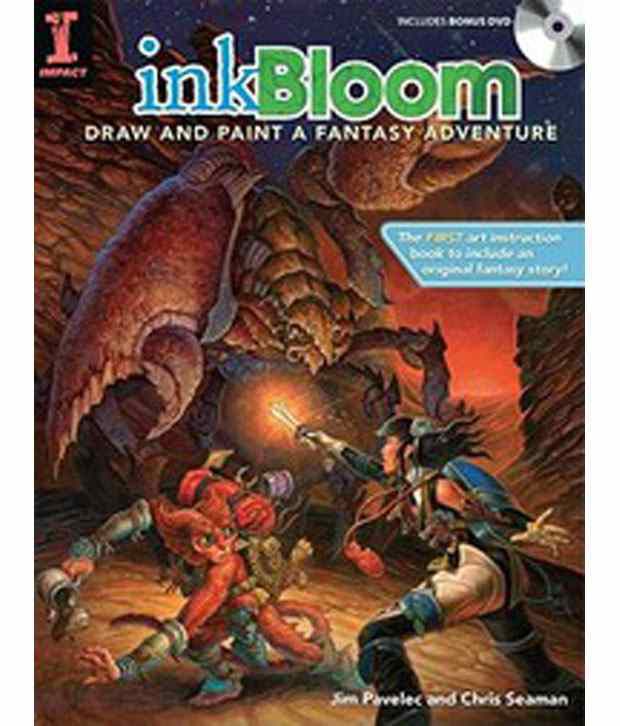 INCLUDES BONUS DVD
I
IMPACT
inkBloom
DRAW AND PAINT A FANTASY ADVENTURE
The FIRST art instruction
book to include an
original fantasy story!
Jim Pavelec and Chris Seaman